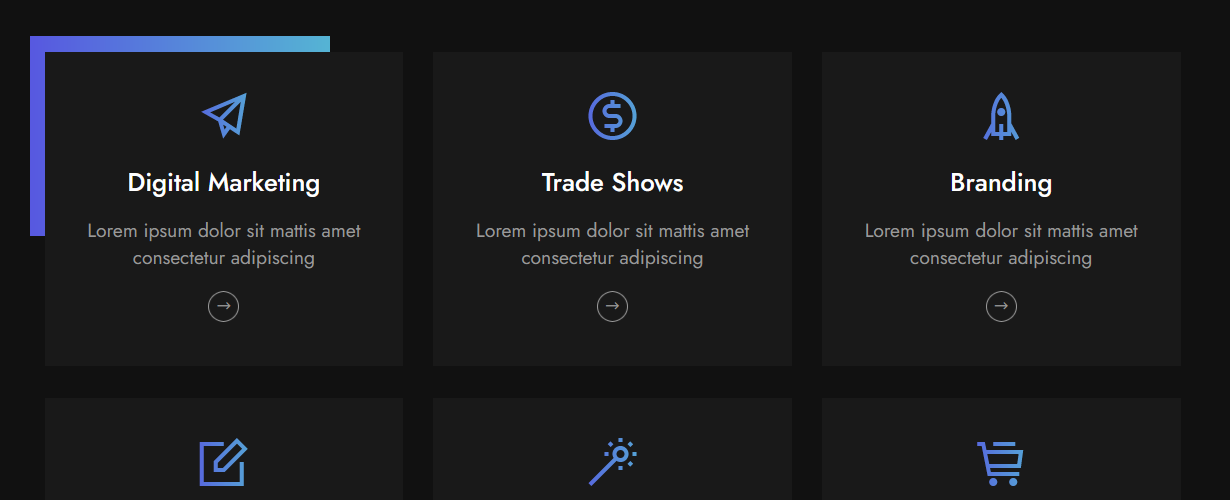 Digital Marketing
Lorem ipsum dolor sit mattis amet
consectetur adipiscing
Trade Shows
Lorem ipsum dolor sit mattis amet
consectetur adipiscing
Branding
Lorem ipsum dolor sit mattis amet
consectetur adipiscing